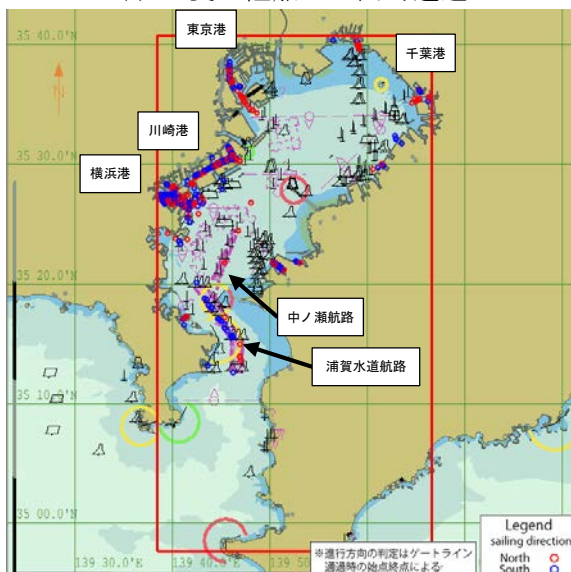 東京港
千葉港
35 40.0'N
川崎港
35 30.0'N
横浜港
35 20.0'N
中ノ瀬航路
浦賀水道航路
35 10.0'N
35 00.0'N
Legend
sailing direction
※進行方向の判定はゲートライン
通過時の始点終点による
North
South
139 30.0'E
139 40.0'E